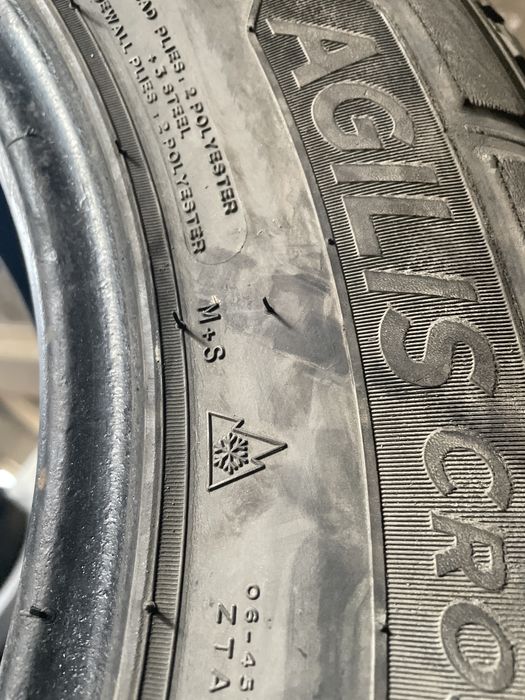 AGILIS CRO
AD PLIES : 2 POLYESTER
+ 3 STEEL
EWALL PLIES : 2 POLYESTER
M+S
06-45
ZTA